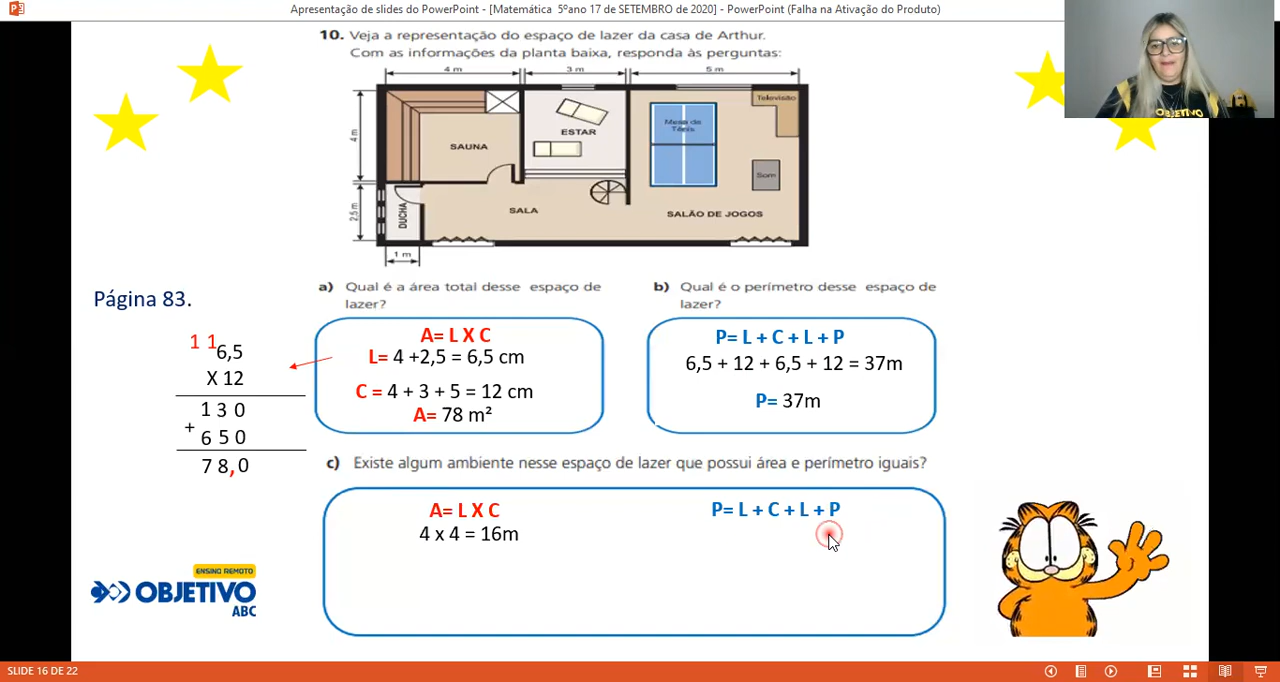 Apresentação de slides do PowerPoint - [Matemática 5ºano 17 de SETEMBRO de 2020] - PowerPoint (Falha na Ativação do Produto)
10. Veja a representação do espaço de lazer da casa de Arthur.
Com as informações da planta baixa, responda às perguntas:
4 m
3 m
5 m
Televisão
Mesa de
Tênis
ESTAR
4 m
SAUNA
Som
2,5 m
DUCHA
SALA
SALÃO DE JOGOS
1 m
OBJETIVO
Página 83.
a) Qual é a área total desse espaço de
lazer?
b) Qual é o perímetro desse espaço de
lazer?
1 1
6,5
X 12
1 3 0
+
6 5 0
7 8,0
A= L X C
L= 4 +2,5 = 6,5 cm
C = 4 + 3 + 5 = 12 cm
A= 78 m²
P= L + C + L + P
6,5 + 12 + 6,5 + 12 = 37m
P= 37m
c) Existe algum ambiente nesse espaço de lazer que possui área e perímetro iguais?
A= L X C
4 x 4 = 16m
P= L + C + L + P
ENSINO REMOTO
OBJETIVO
ABC
SLIDE 16 DE 22